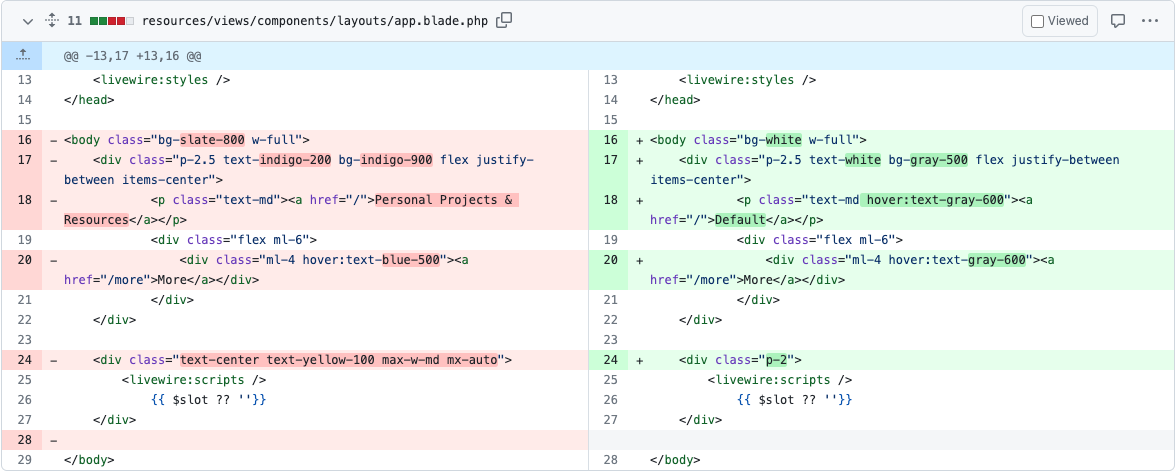 11 resources/views/components/layouts/app.blade.php Viewed
@@ -13,17 +13,16 @@
13 <livewire:styles />
14 </head>
15
16 - <body class="bg-slate-800 w-full">
17 - <div class="p-2.5 text-indigo-200 bg-indigo-900 flex justify-
between items-center">
18 - <p class="text-md"><a href="/">Personal Projects &
Resources</a></p>
19 <div class="flex ml-6">
20 - <div class="ml-4 hover:text-blue-500"><a
href="/more">More</a></div>
21 </div>
22 </div>
23
24 - <div class="text-center text-yellow-100 max-w-md mx-auto">
25 <livewire:scripts />
26 {{ $slot ?? ''}}
27 </div>
28 -
29 </body>
13 <livewire:styles />
14 </head>
15
16 + <body class="bg-white w-full">
17 + <div class="p-2.5 text-white bg-gray-500 flex justify-between
items-center">
18 + <p class="text-md hover:text-gray-600"><a
href="/">Default</a></p>
19 <div class="flex ml-6">
20 + <div class="ml-4 hover:text-gray-600"><a
href="/more">More</a></div>
21 </div>
22 </div>
23
24 + <div class="p-2">
25 <livewire:scripts />
26 {{ $slot ?? ''}}
27 </div>
28 </body>